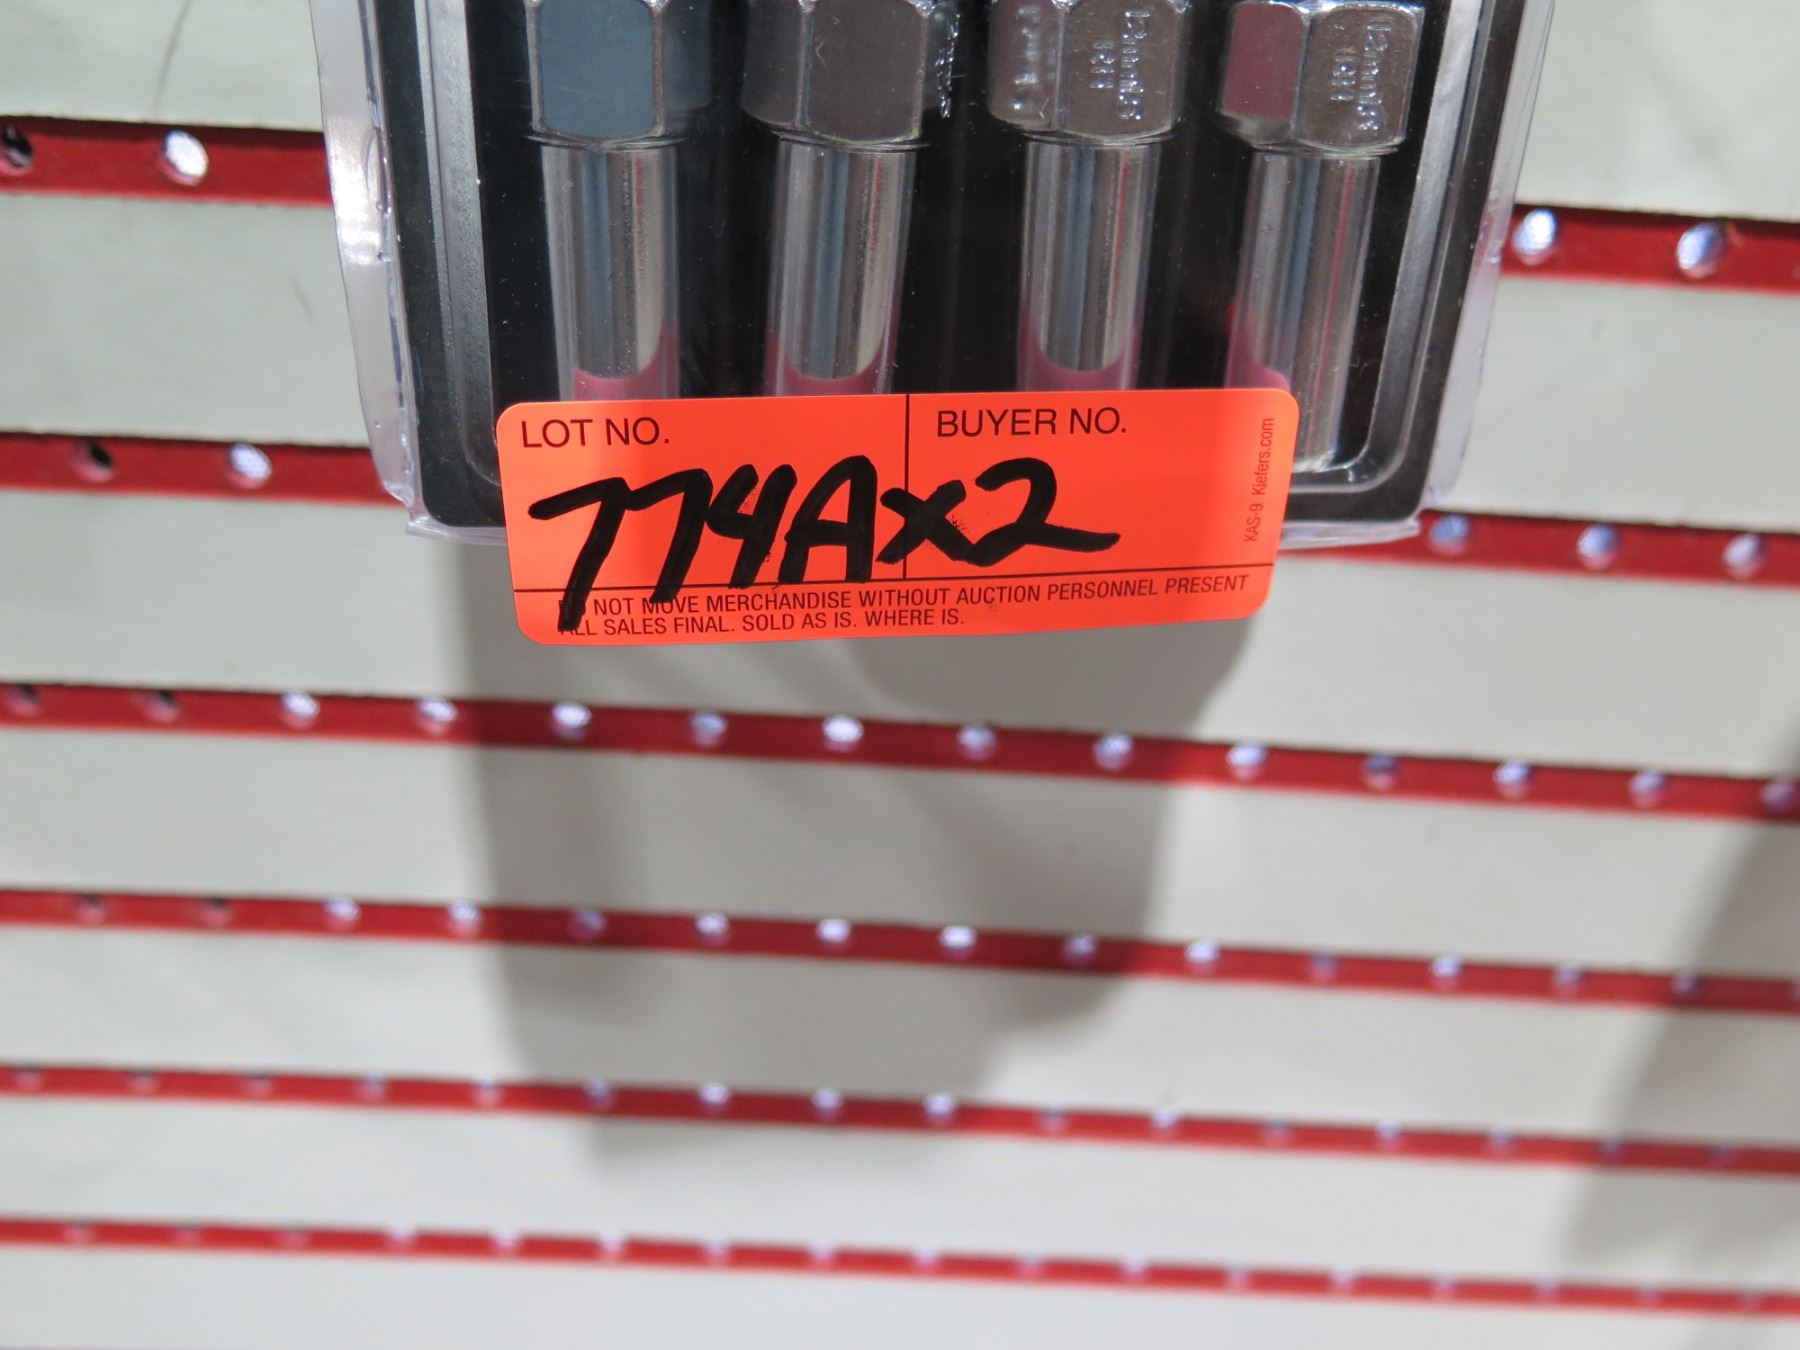 LOT NO.
BUYER NO.
774Ax2
NOT MOVE MERCHANDISE WITHOUT AUCTION PERSONNEL PRESENT
ALL SALES FINAL. SOLD AS IS. WHERE IS.
KAS-9 Kiefers.com